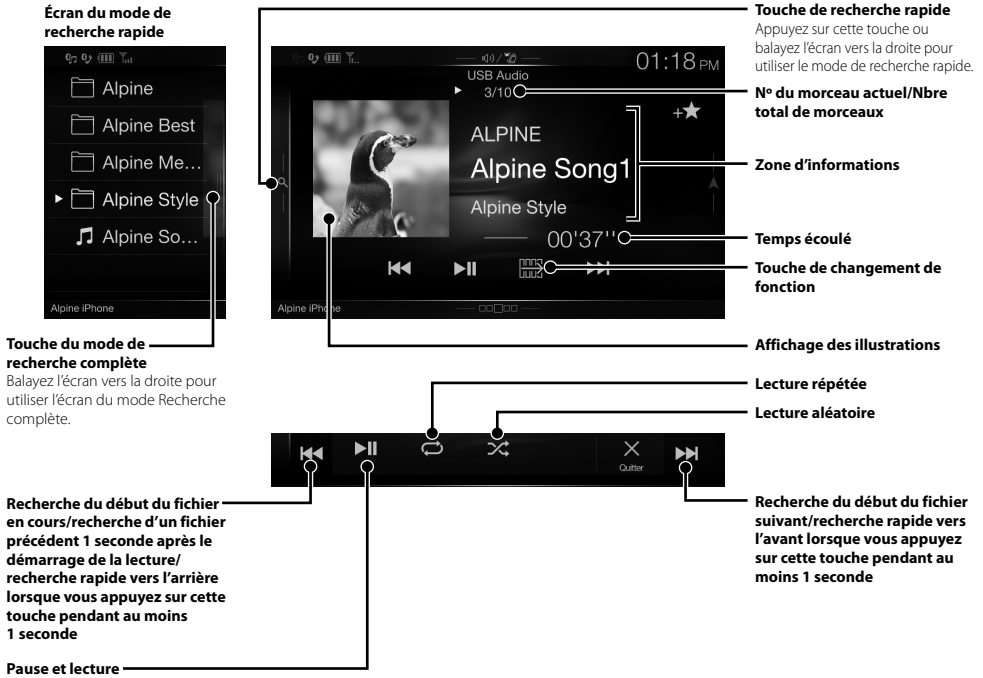 Écran du mode de
recherche rapide
Alpine
Alpine Best
Alpine Me...
Alpine Style
Alpine So...
Alpine iPhone
Touche du mode de
recherche complète
Balayez l'écran vers la droite pour
utiliser l'écran du mode Recherche
complète.
01:18 PM
USB Audio
3/10
ALPINE
Alpine Song1
Alpine Style
00'37''
Alpine iPhone
Touche de recherche rapide
Appuyez sur cette touche ou
balayez l'écran vers la droite pour
utiliser le mode de recherche rapide.
Nº du morceau actuel/Nbre
total de morceaux
Zone d'informations
Temps écoulé
Touche de changement de
fonction
Affichage des illustrations
Lecture répétée
Lecture aléatoire
Quitter
Recherche du début du fichier
en cours/recherche d'un fichier
précédent 1 seconde après le
démarrage de la lecture/
recherche rapide vers l'arrière
lorsque vous appuyez sur cette
touche pendant au moins
1 seconde
Pause et lecture
Recherche du début du fichier
suivant/recherche rapide vers
l'avant lorsque vous appuyez
sur cette touche pendant au
moins 1 seconde